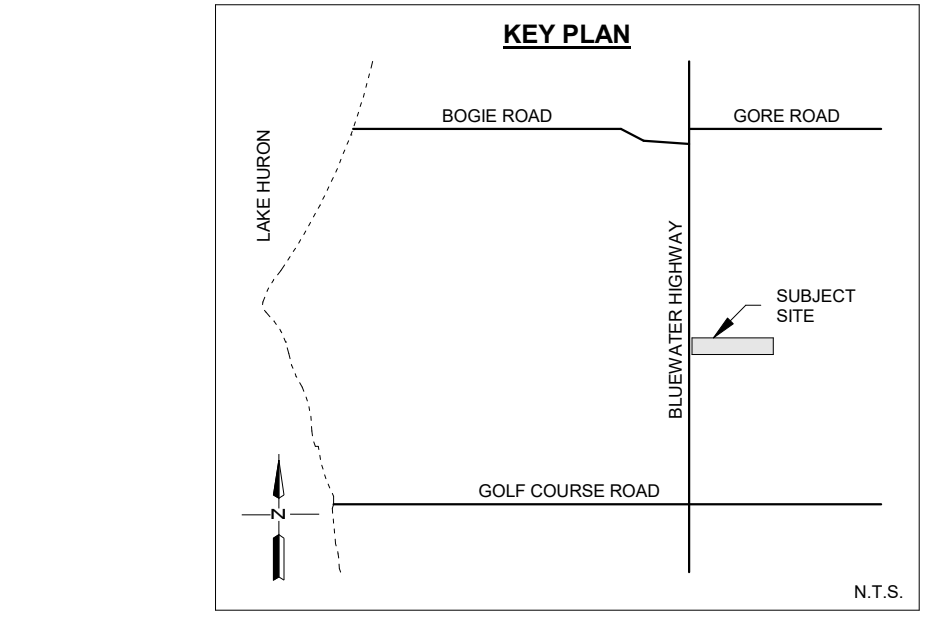 KEY PLAN
BOGIE ROAD
GORE ROAD
LAKE HURON
BLUEWATER HIGHWAY
SUBJECT
SITE
GOLF COURSE ROAD
N
N.T.S.